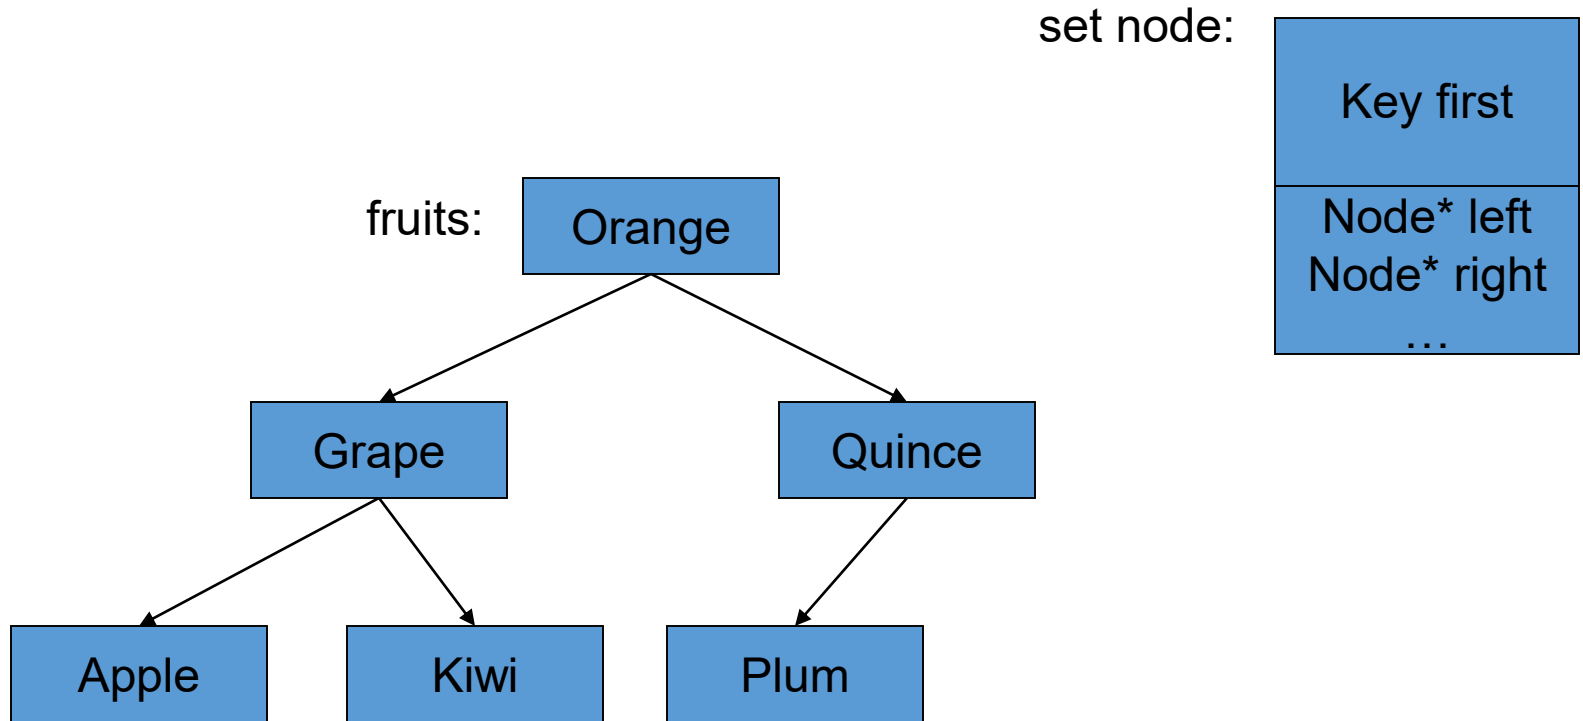 set node:
Key first
Node* left
Node* right
…
fruits:
Orange
Grape
Quince
Apple
Kiwi
Plum